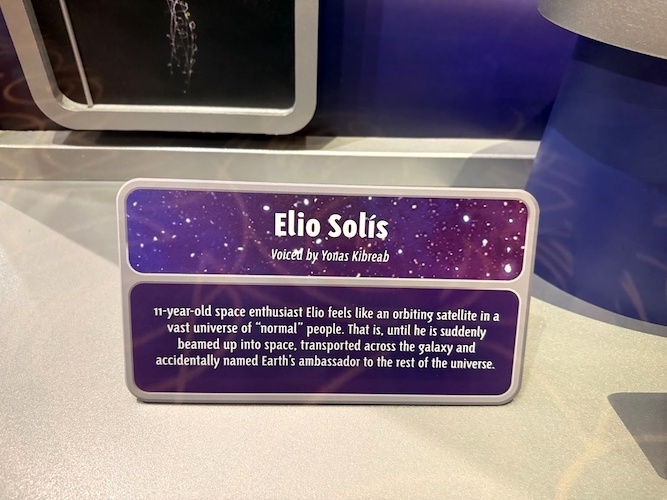 Elio Solís
Voiced by Yonas Kibreab
11-year-old space enthusiast Elio feels like an orbiting satellite in a
vast universe of “normal” people. That is, until he is suddenly
beamed up into space, transported across the galaxy and
accidentally named Earth’s ambassador to the rest of the universe.